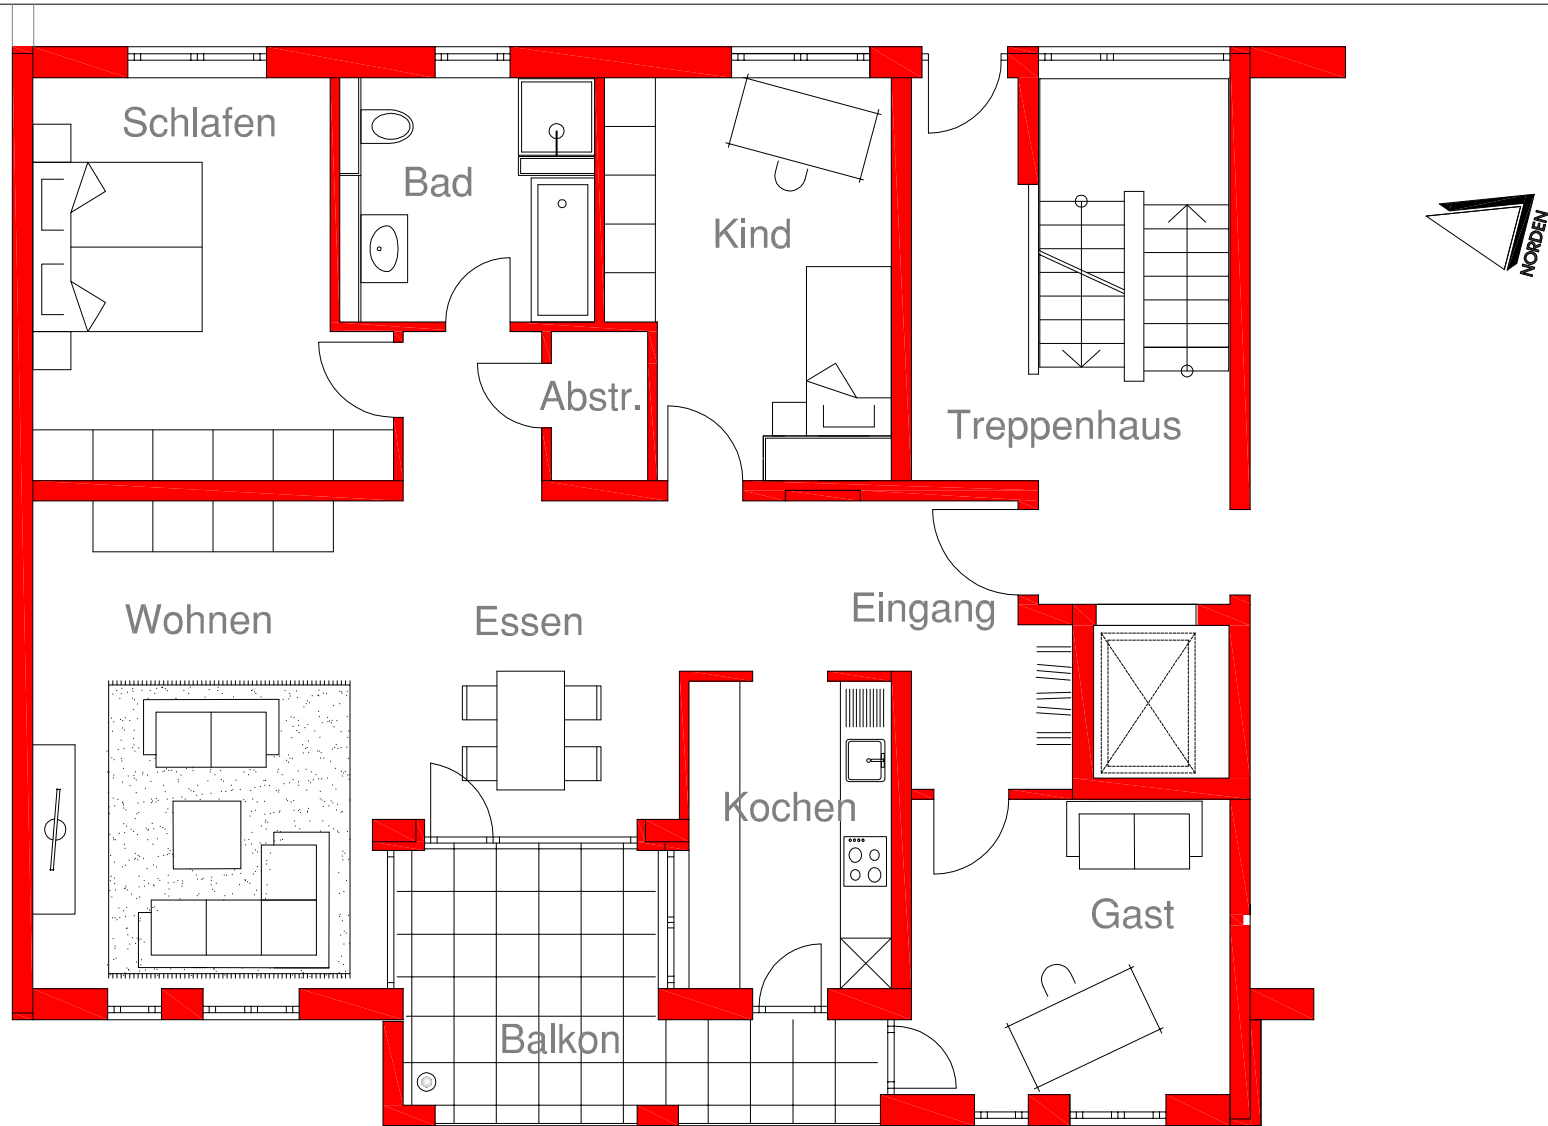 Schlafen
Bad
Kind
NORDEN
Abstr.
Treppenhaus
Wohnen
Essen
Eingang
Kochen
Gast
Balkon